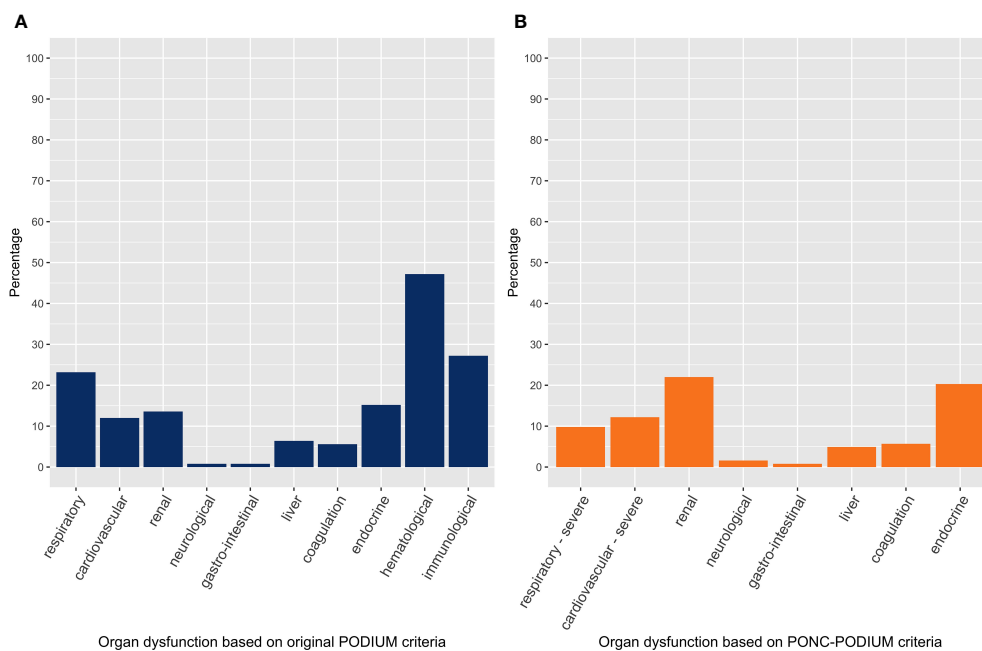 A
Percentage
100
90
80
70
60
50
40
30
20
10
0
respiratory
cardiovascular
renal
neurological
gastro-intestinal
liver
coagulation
endocrine
hematological
immunological
Organ dysfunction based on original PODIUM criteria
B
Percentage
100
90
80
70
60
50
40
30
20
10
0
respiratory - severe
cardiovascular - severe
renal
neurological
gastro-intestinal
liver
coagulation
endocrine
Organ dysfunction based on PONC-PODIUM criteria